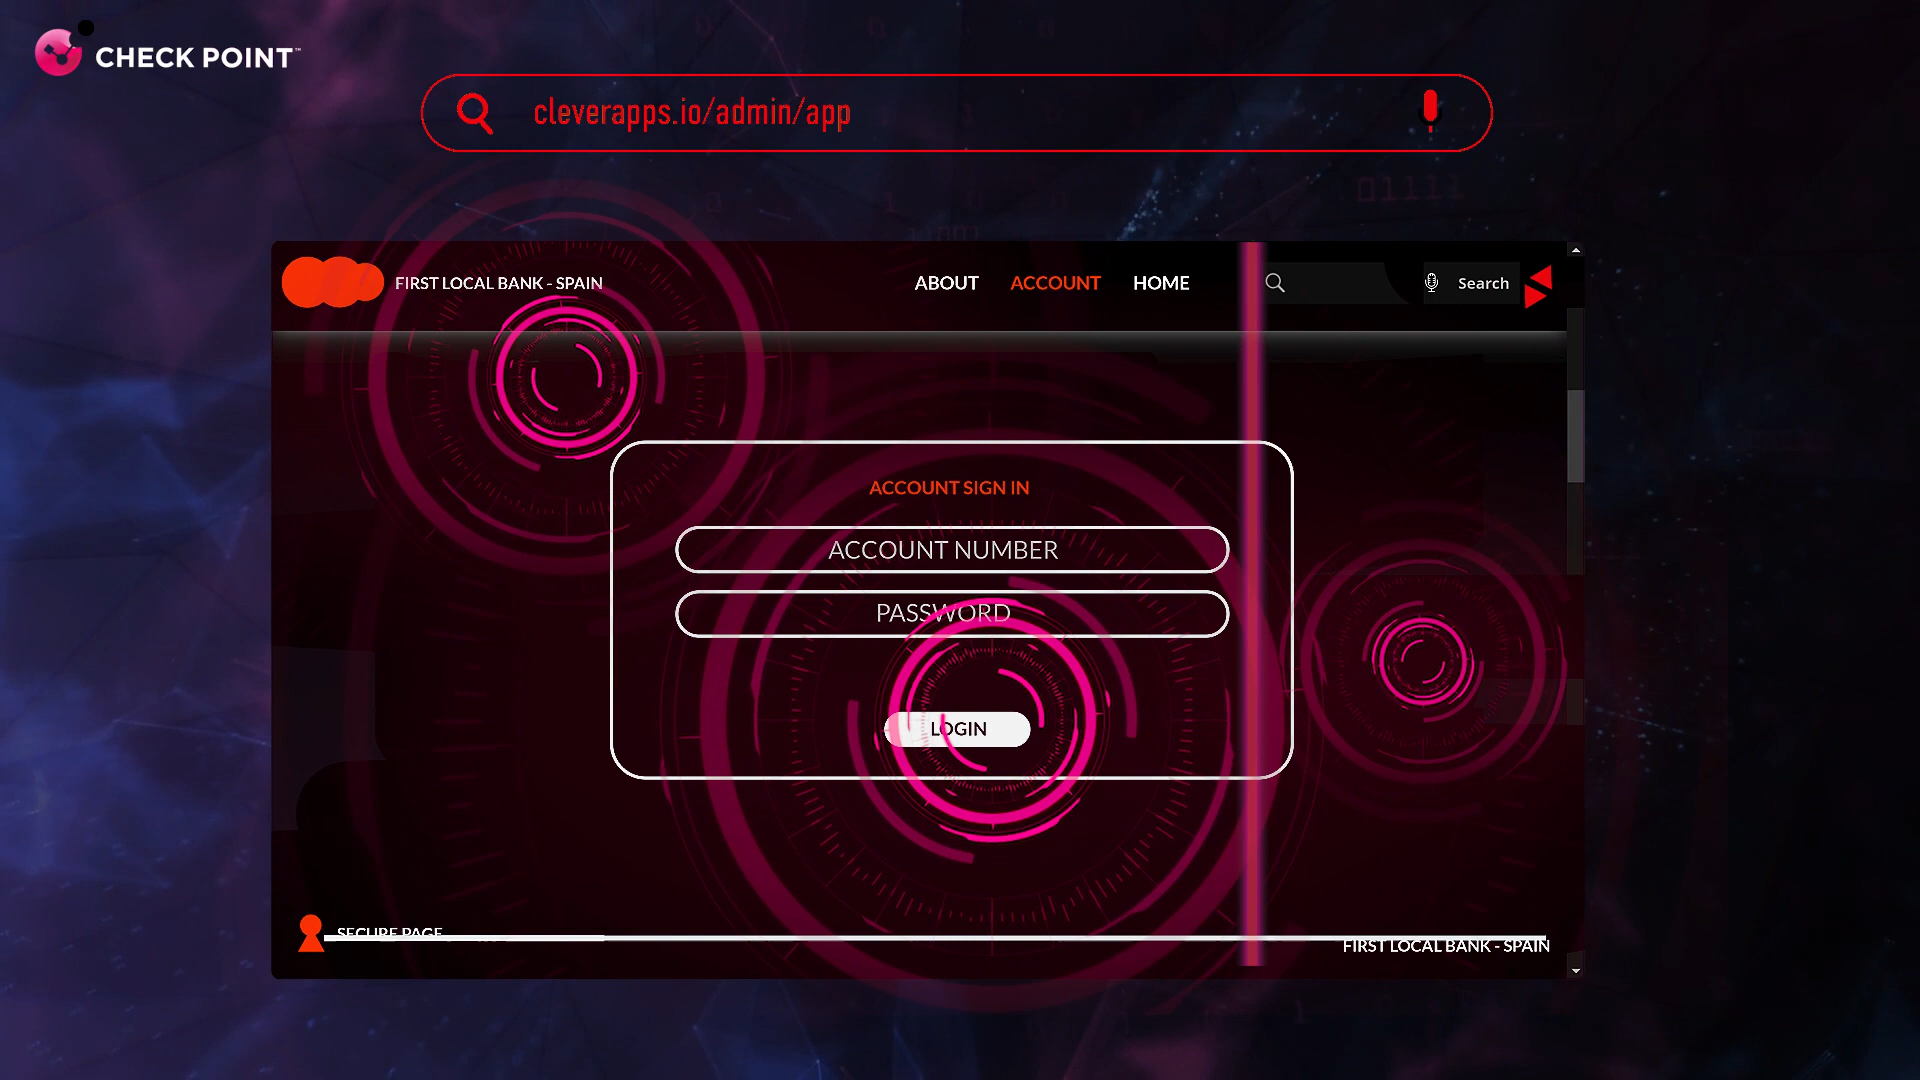 CHECK POINT™
cleverapps.io/admin/app
FIRST LOCAL BANK - SPAIN
ABOUT
ACCOUNT
HOME
Search
ACCOUNT SIGN IN
ACCOUNT NUMBER
PASSWORD
LOGIN
SECURE PAGE
FIRST LOCAL BANK - SPAIN